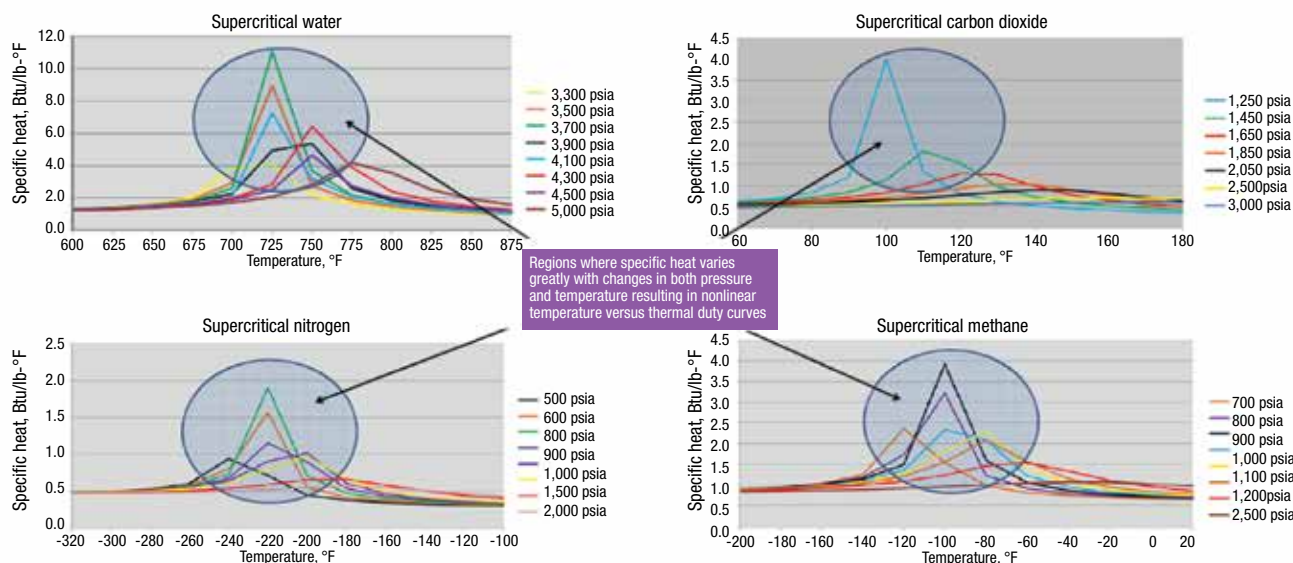 Supercritical water
Specific heat, Btu/lb-°F
12.0
10.0
8.0
6.0
4.0
2.0
0.0
600 625 650 675 700 725 750 775 800 825 850 875
Temperature, °F
3,300 psia
3,500 psia
3,700 psia
3,900 psia
4,100 psia
4,300 psia
4,500 psia
5,000 psia
Supercritical carbon dioxide
Specific heat, Btu/lb-°F
4.5
4.0
3.5
3.0
2.5
2.0
1.5
1.0
0.5
0.0
60 80 100 120 140 160 180
Temperature, °F
1,250 psia
1,450 psia
1,650 psia
1,850 psia
2,050 psia
2,500psia
3,000 psia
Regions where specific heat varies
greatly with changes in both pressure
and temperature resulting in nonlinear
temperature versus thermal duty curves
Supercritical nitrogen
Specific heat, Btu/lb-°F
2.5
2.0
1.5
1.0
0.5
0.0
-320 -300 -280 -260 -240 -220 -200 -180 -160 -140 -120 -100
Temperature, °F
500 psia
600 psia
800 psia
900 psia
1,000 psia
1,500 psia
2,000 psia
Supercritical methane
Specific heat, Btu/lb-°F
4.5
4.0
3.5
3.0
2.5
2.0
1.5
1.0
0.5
0.0
-200 -180 -160 -140 -120 -100 -80 -60 -40 -20 0 20
Temperature, °F
700 psia
800 psia
900 psia
1,000 psia
1,100 psia
1,200psia
2,500 psia